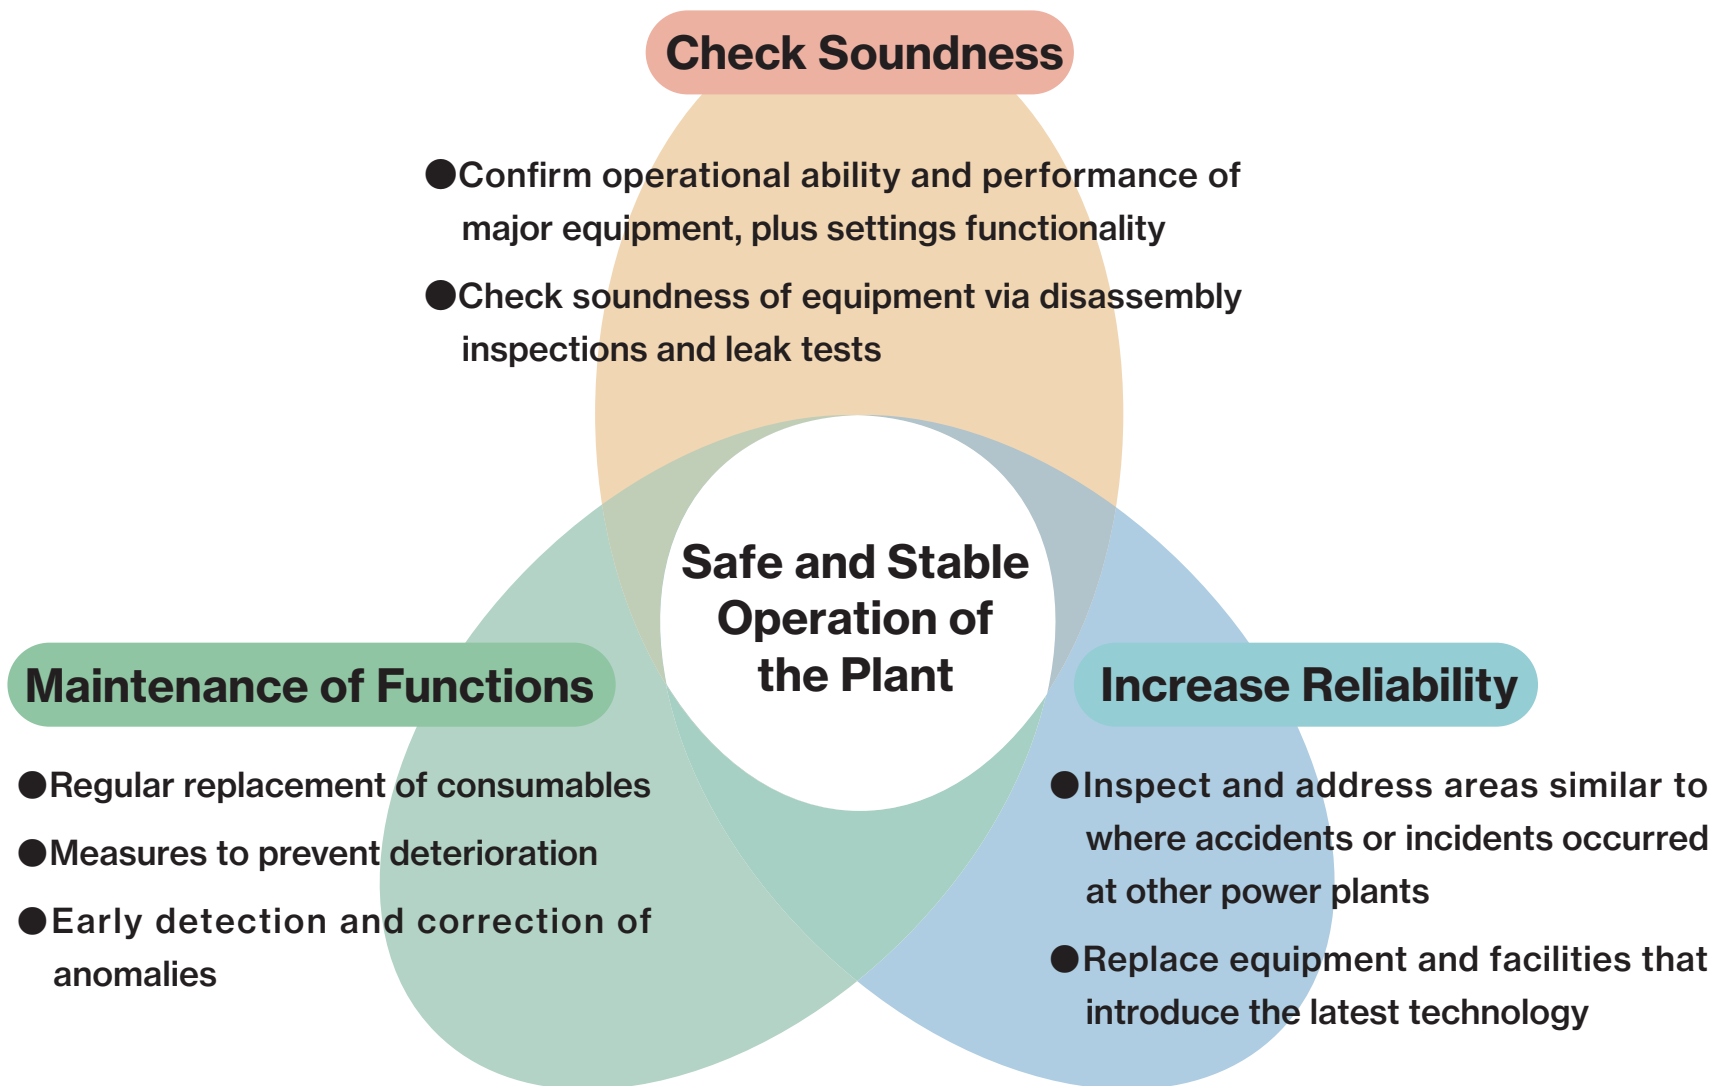 Check Soundness
●Confirm operational ability and performance of
major equipment, plus settings functionality
●Check soundness of equipment via disassembly
inspections and leak tests
Safe and Stable
Operation of
the Plant
Maintenance of Functions
●Regular replacement of consumables
●Measures to prevent deterioration
●Early detection and correction of
anomalies
Increase Reliability
●Inspect and address areas similar to
where accidents or incidents occurred
at other power plants
●Replace equipment and facilities that
introduce the latest technology